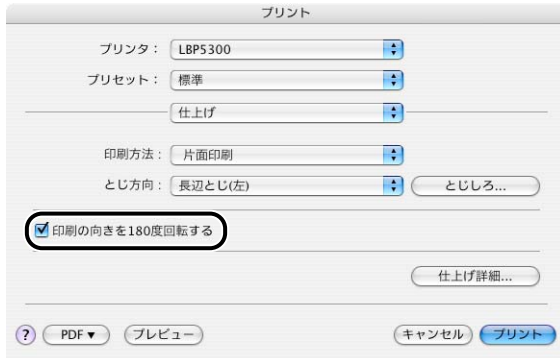 プリント
プリンタ： LBP5300
プリセット： 標準
仕上げ
印刷方法： 片面印刷
とじ方向： 長辺とじ(左) とじしろ...
印刷の向きを180度回転する
仕上げ詳細...
? PDF▼ プレビュー キャンセル プリント